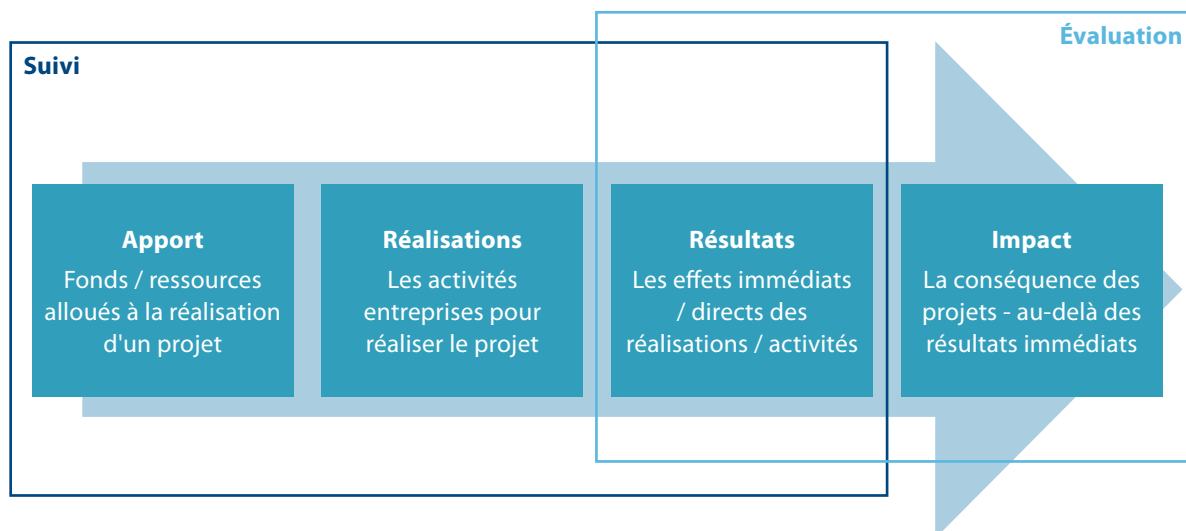 Évaluation
Suivi
Apport
Fonds / ressources
alloués à la réalisation
d'un projet
Réalisations
Les activités
entreprises pour
réaliser le projet
Résultats
Les effets immédiats
/ directs des
réalisations / activités
Impact
La conséquence des
projets - au-delà des
résultats immédiats